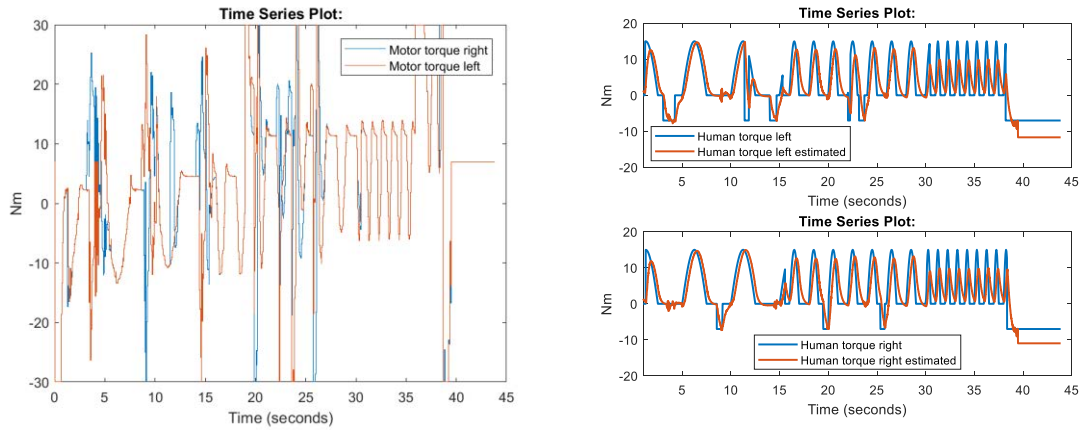 Time Series Plot:
30
20
10
0
-10
-20
-30
Nm
Motor torque right
Motor torque left
0 5 10 15 20 25 30 35 40 45
Time (seconds)
Time Series Plot:
20
10
0
-10
-20
Nm
Human torque left
Human torque left estimated
5 10 15 20 25 30 35 40 45
Time (seconds)
Time Series Plot:
20
10
0
-10
-20
Nm
Human torque right
Human torque right estimated
5 10 15 20 25 30 35 40 45
Time (seconds)